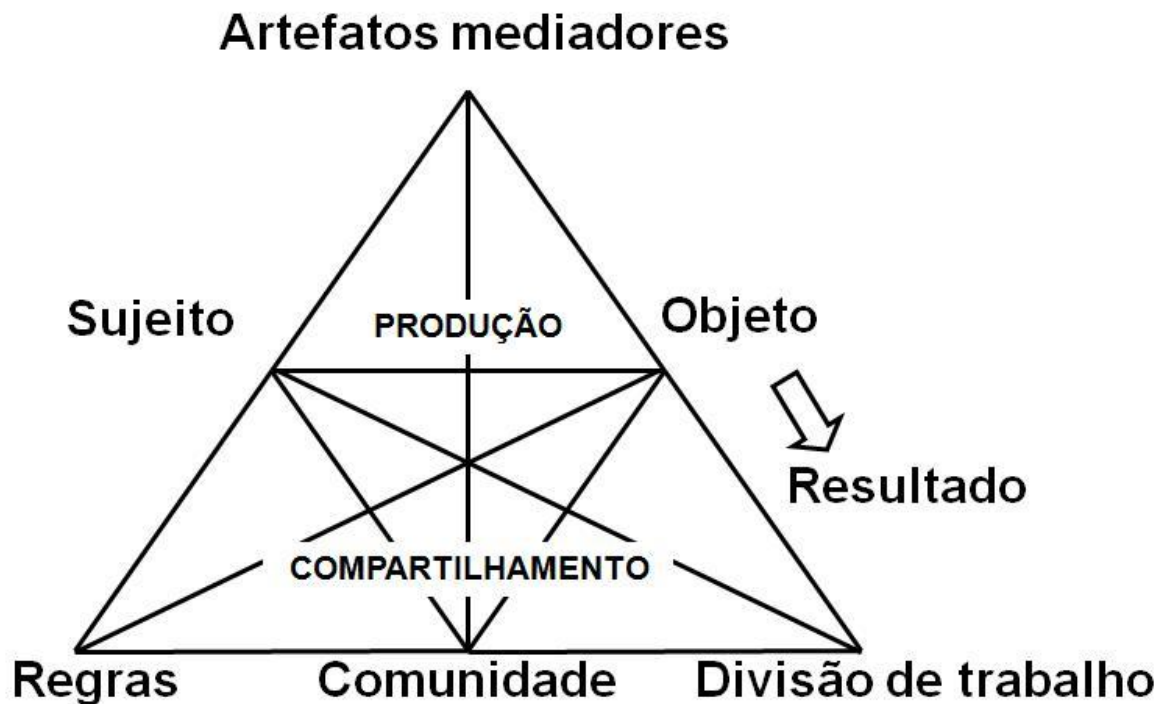 Artefatos mediadores
Sujeito
PRODUÇÃO
Objeto
Resultado
COMPARTILHAMENTO
Regras
Comunidade
Divisão de trabalho